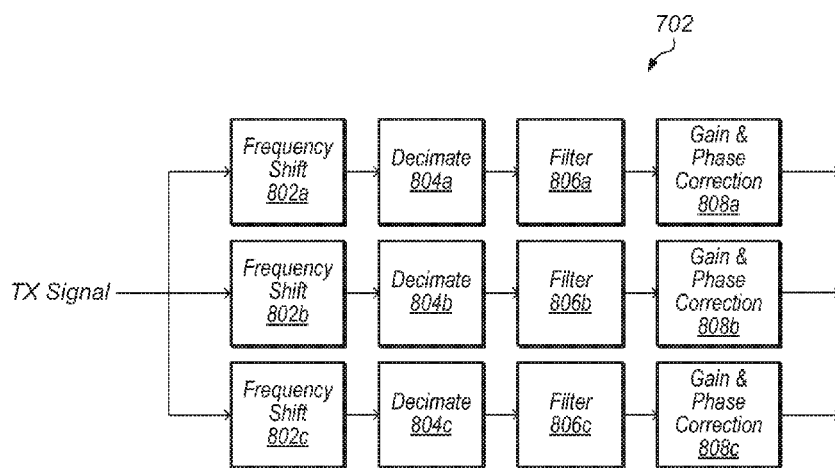 702
Frequency
Shift
802a
Decimate
804a
Filter
806a
Gain &
Phase
Correction
808a
TX Signal
Frequency
Shift
802b
Decimate
804b
Filter
806b
Gain &
Phase
Correction
808b
Frequency
Shift
802c
Decimate
804c
Filter
806c
Gain &
Phase
Correction
808c